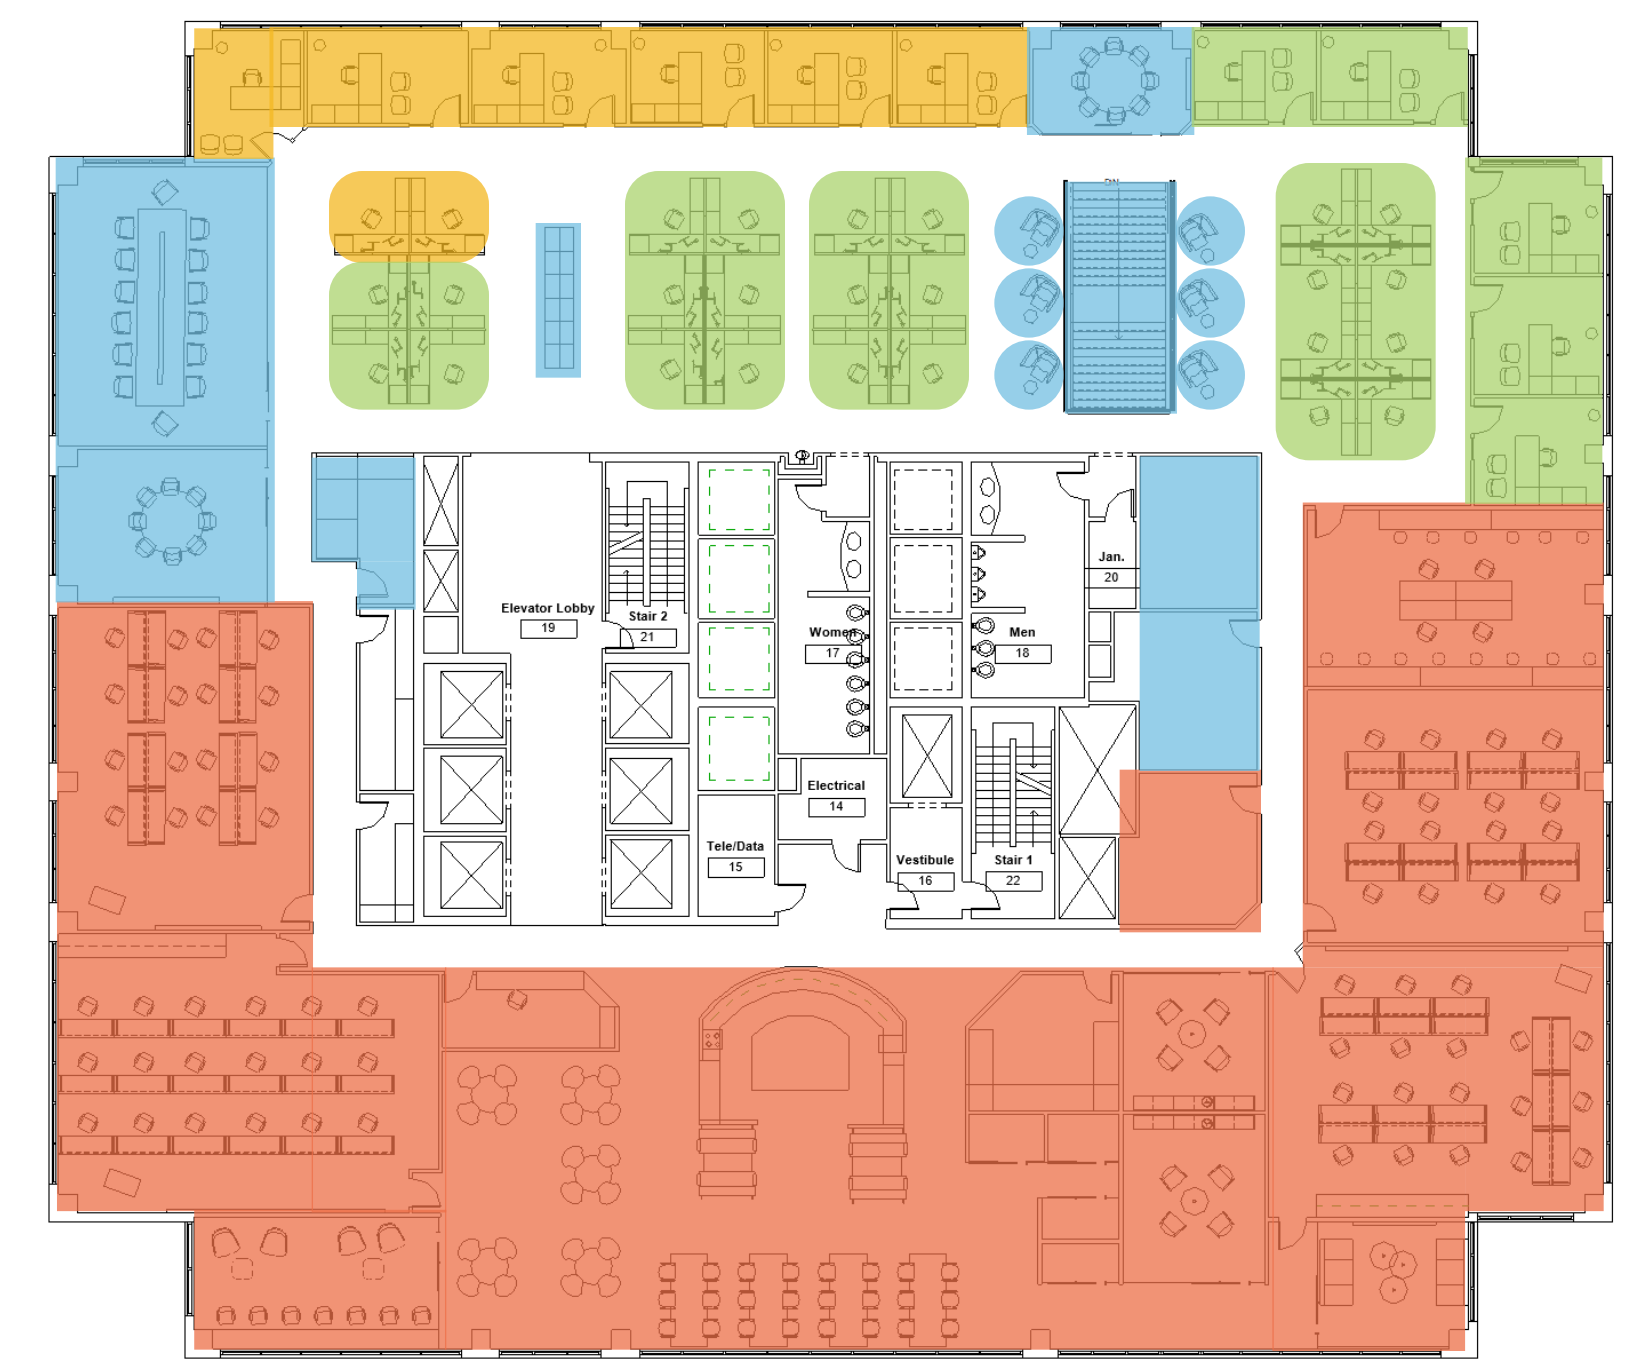 DN
Jan.
20
Elevator Lobby
19
Stair 2
21
Women
17
Men
18
Electrical
14
Tele/Data
15
Vestibule
16
Stair 1
22